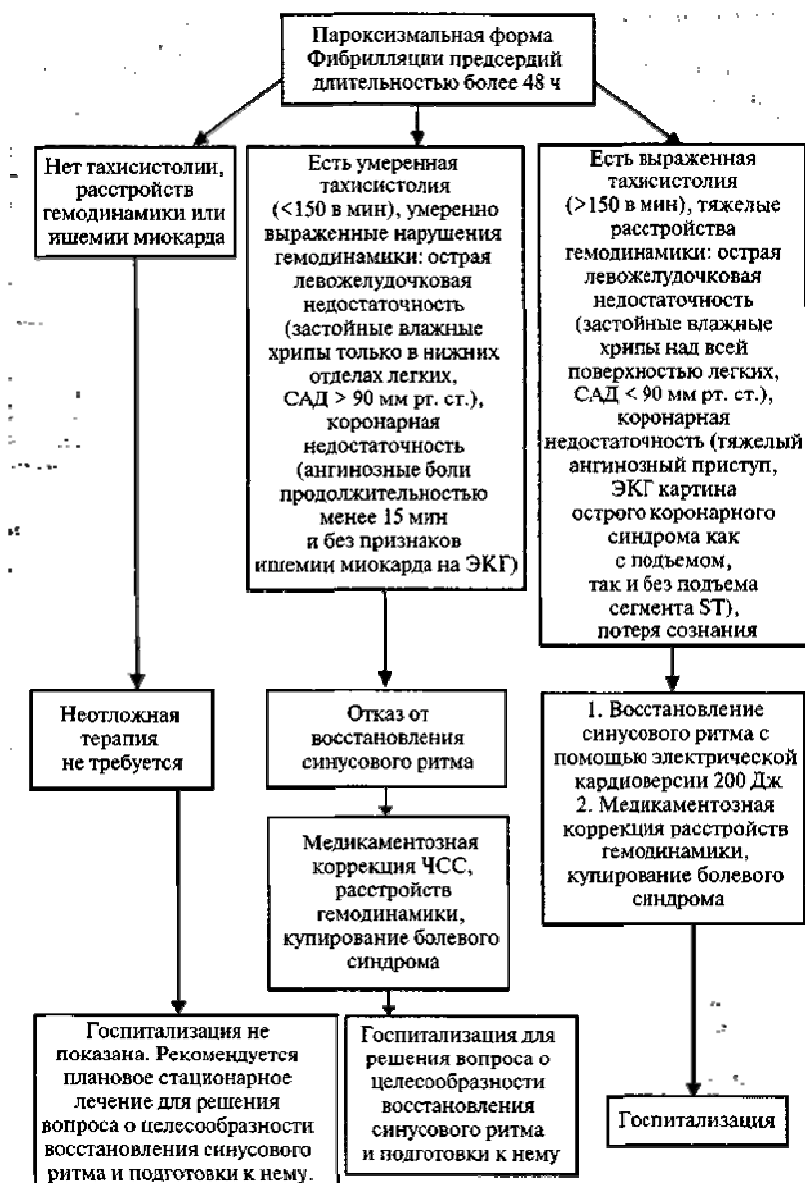 Пароксизмальная форма
Фибрилляции предсердий
длительностью более 48 ч
Нет тахисистолии,
расстройств
гемодинамики или
ишемии миокарда
Есть умеренная
тахисистолия
(<150 в мин), умеренно
выраженные нарушения
гемодинамики: острая
левожелудочковая
недостаточность
(застойные влажные
хрипы только в нижних
отделах легких,
САД > 90 мм рт. ст.),
коронарная
недостаточность
(ангинозные боли
продолжительностью
менее 15 мин
и без признаков
ишемии миокарда на ЭКГ)
Есть выраженная
тахисистолия
(>150 в мин), тяжелые
расстройства
гемодинамики: острая
левожелудочковая
недостаточность
(застойные влажные
хрипы над всей
поверхностью легких,
САД < 90 мм рт. ст.),
коронарная
недостаточность (тяжелый
ангинозный приступ,
ЭКГ картина
острого коронарного
синдрома как
с подъемом,
так и без подъема
сегмента ST),
потеря сознания
Неотложная
терапия
не требуется
Отказ от
восстановления
синусового ритма
1. Восстановление
синусового ритма с
помощью электрической
кардиоверсии 200 Дж
2. Медикаментозная
коррекция расстройств
гемодинамики,
купирование болевого
синдрома
Медикаментозная
коррекция ЧСС,
расстройств
гемодинамики,
купирование болевого
синдрома
Госпитализация не
показана. Рекомендуется
плановое стационарное
лечение для решения
вопроса о целесообразности
восстановления синусового
ритма и подготовки к нему.
Госпитализация для
решения вопроса о
целесообразности
восстановления
синусового ритма
и подготовки к нему
Госпитализация